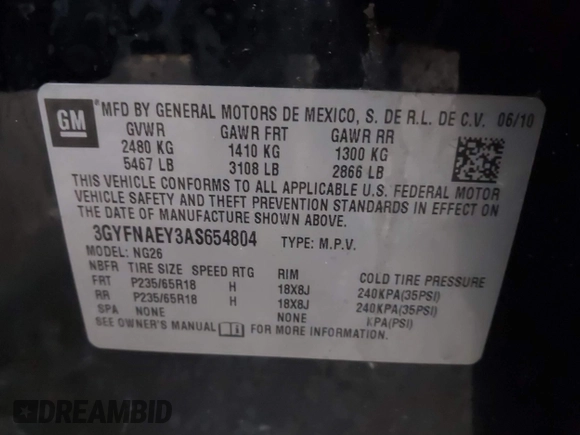 GM
MFD BY GENERAL MOTORS DE MEXICO, S. DE R.L. DE C.V. 06/10
GVWR GAWR FRT GAWR RR
2480 KG 1410 KG 1300 KG
5467 LB 3108 LB 2866 LB
THIS VEHICLE CONFORMS TO ALL APPLICABLE U.S. FEDERAL MOTOR
VEHICLE SAFETY AND THEFT PREVENTION STANDARDS IN EFFECT ON
THE DATE OF MANUFACTURE SHOWN ABOVE.
3GYFNAEY3AS654804 TYPE: M.P.V.
MODEL: NG26
NBFR TIRE SIZE SPEED RTG RIM COLD TIRE PRESSURE
FRT P235/65R18 H 18X8J 240KPA(35PSI)
RR P235/65R18 H 18X8J 240KPA(35PSI)
SPA NONE NONE KPA(PSI)
SEE OWNER'S MANUAL FOR MORE INFORMATION.
DREAMBID